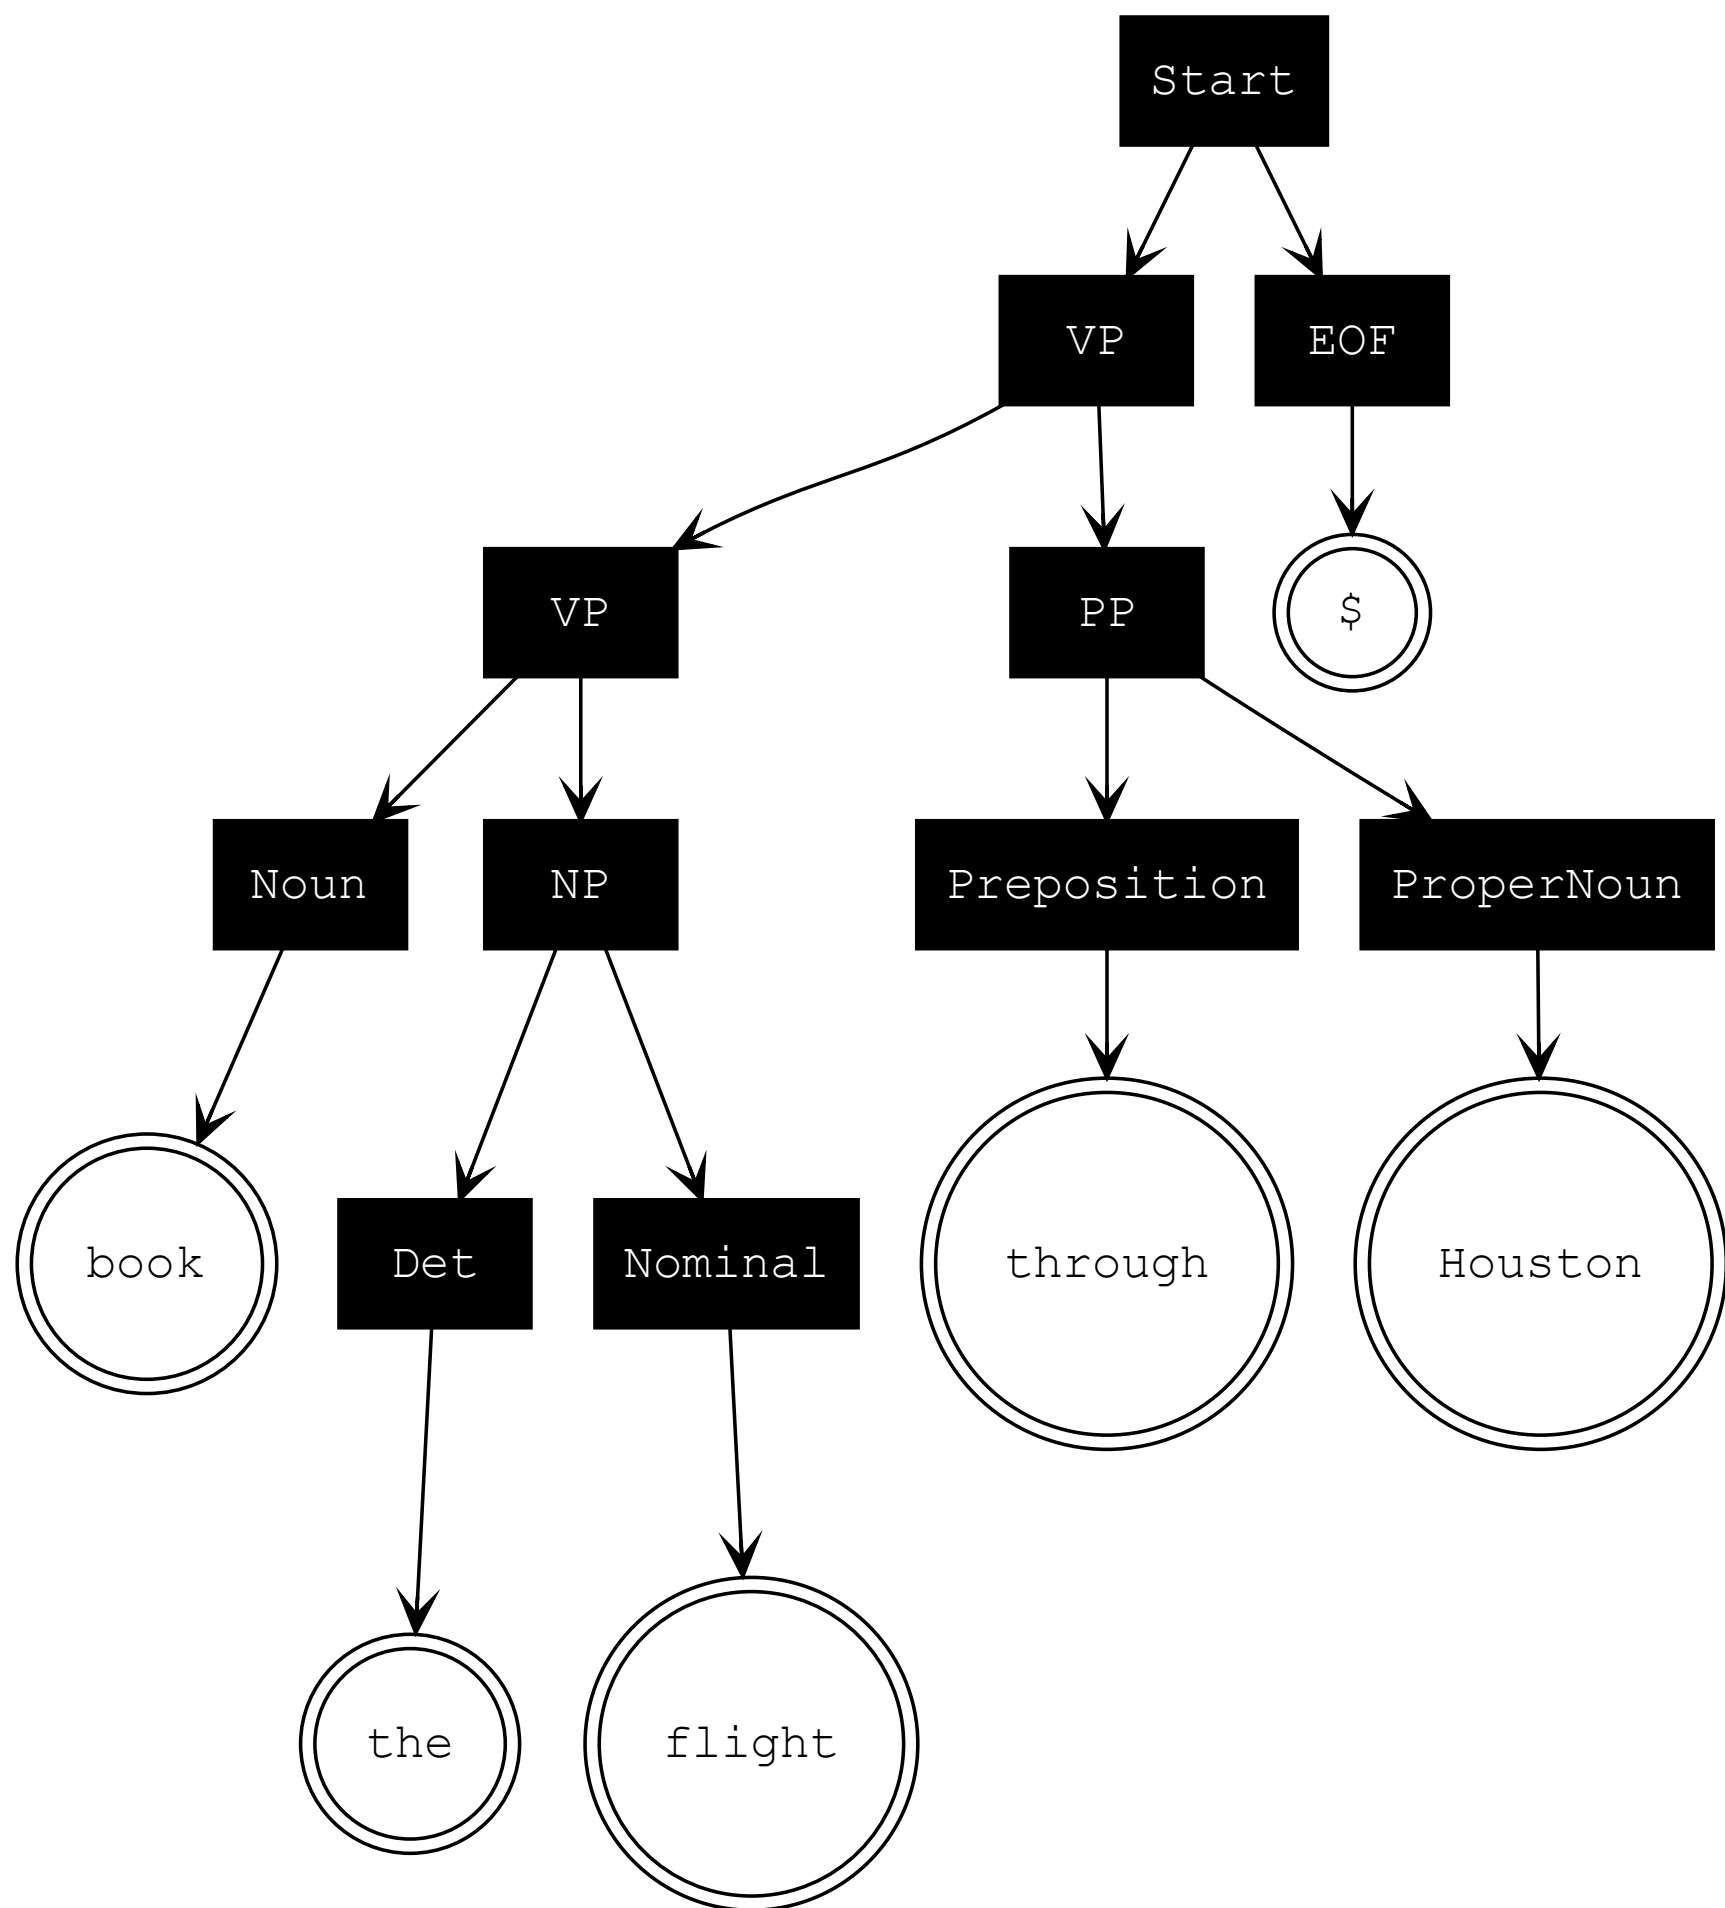 Start
VP EOF
VP PP $
Noun NP Preposition ProperNoun
book Det Nominal through Houston
the flight